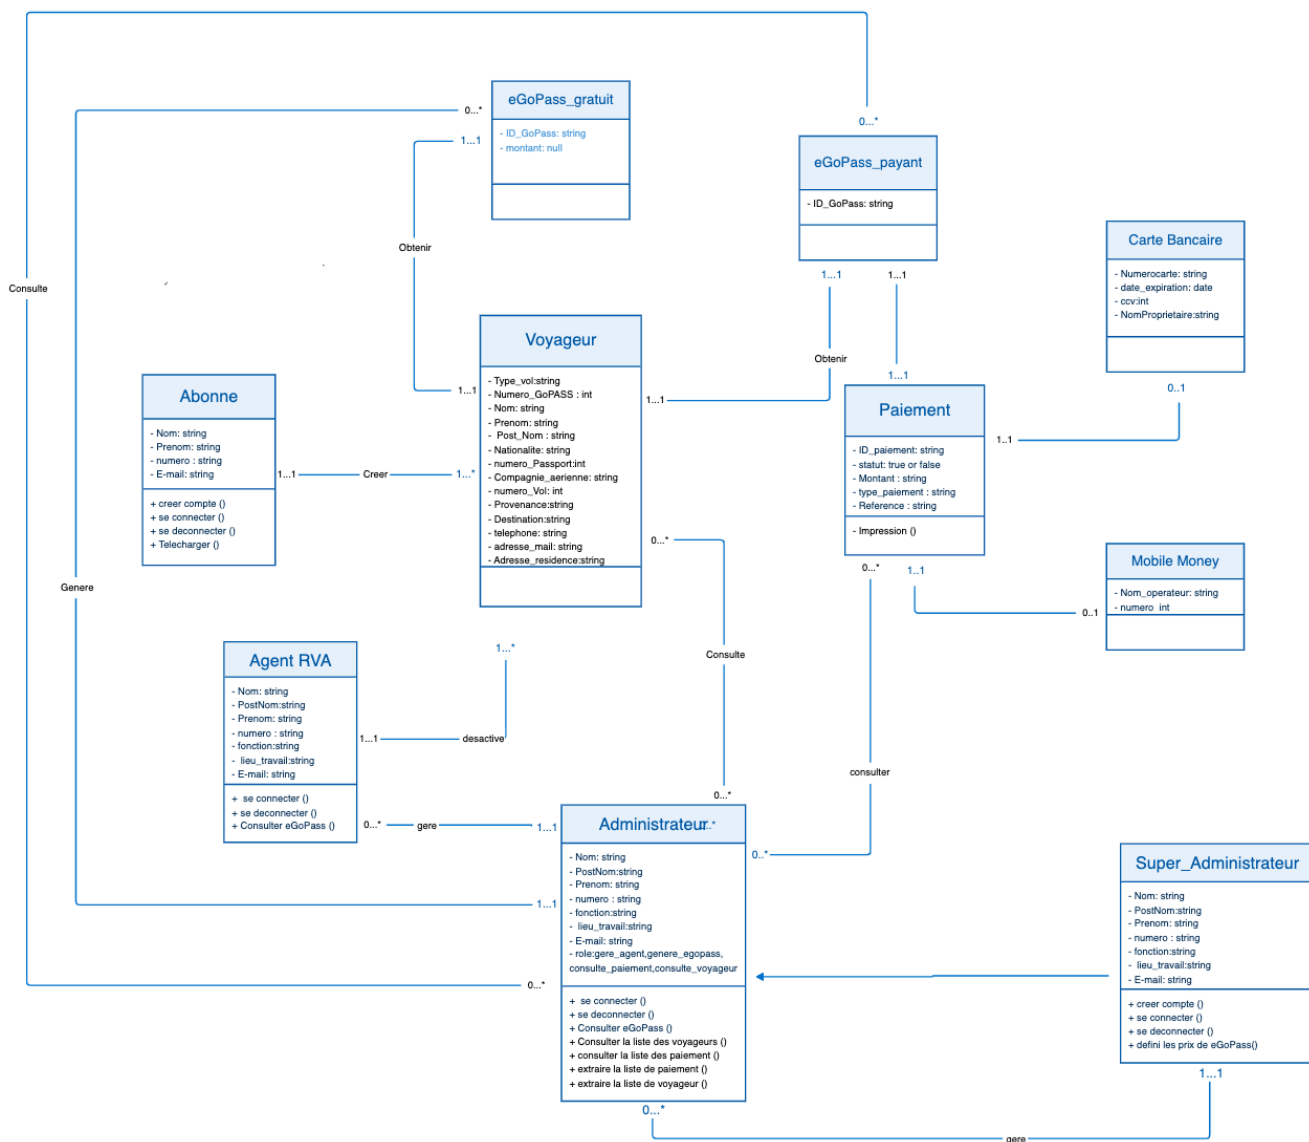 eGoPass_gratuit
- ID_GoPass: string
- montant: null
0...*
1...1
0...*
eGoPass_payant
- ID_GoPass: string
1...1
1...1
Carte Bancaire
- Numerocarte: string
- date_expiration: date
- ccv:int
- NomProprietaire:string
0...1
Obtenir
Consulte
Voyageur
- Type_vol:string
- Numero_GoPASS : int
- Nom: string
- Prenom: string
- Post_Nom : string
- Nationalite: string
- numero_Passport:int
- Compagnie_aerienne: string
- numero_Vol: int
- Provenance:string
- Destination:string
- telephone: string
- adresse_mail: string
- Adresse_residence:string
1...1
1...1
Obtenir
1...1
Abonne
- Nom: string
- Prenom: string
- numero : string
- E-mail: string
+ creer compte ()
+ se connecter ()
+ se deconnecter ()
+ Telecharger ()
1...1
Creer
1...*
Paiement
- ID_paiement: string
- statut: true or false
- Montant : string
- type_paiement : string
- Reference : string
- Impression ()
1..1
0...*
1..1
0...*
Mobile Money
- Nom_operateur: string
- numero int
0..1
Genere
1...*
Consulte
Agent RVA
- Nom: string
- PostNom:string
- Prenom: string
- numero : string
- fonction:string
- lieu_travail:string
- E-mail: string
+ se connecter ()
+ se deconnecter ()
+ Consulter eGoPass ()
1...1
desactive
consulter
0...*
0...*
gere
1...1
0..*
Administrateur
..*
- Nom: string
- PostNom:string
- Prenom: string
- numero : string
- fonction:string
- lieu_travail:string
- E-mail: string
- role:gere_agent,genere_egopass,
consulte_paiement,consulte_voyageur
+ se connecter ()
+ se deconnecter ()
+ Consulter eGoPass ()
+ Consulter la liste des voyageurs ()
+ consulter la liste des paiement ()
+ extraire la liste de paiement ()
+ extraire la liste de voyageur ()
1...1
0...*
0...*
Super_Administrateur
- Nom: string
- PostNom:string
- Prenom: string
- numero : string
- fonction:string
- lieu_travail:string
- E-mail: string
+ creer compte ()
+ se connecter ()
+ se deconnecter ()
+ defini les prix de eGoPass()
1...1
gere